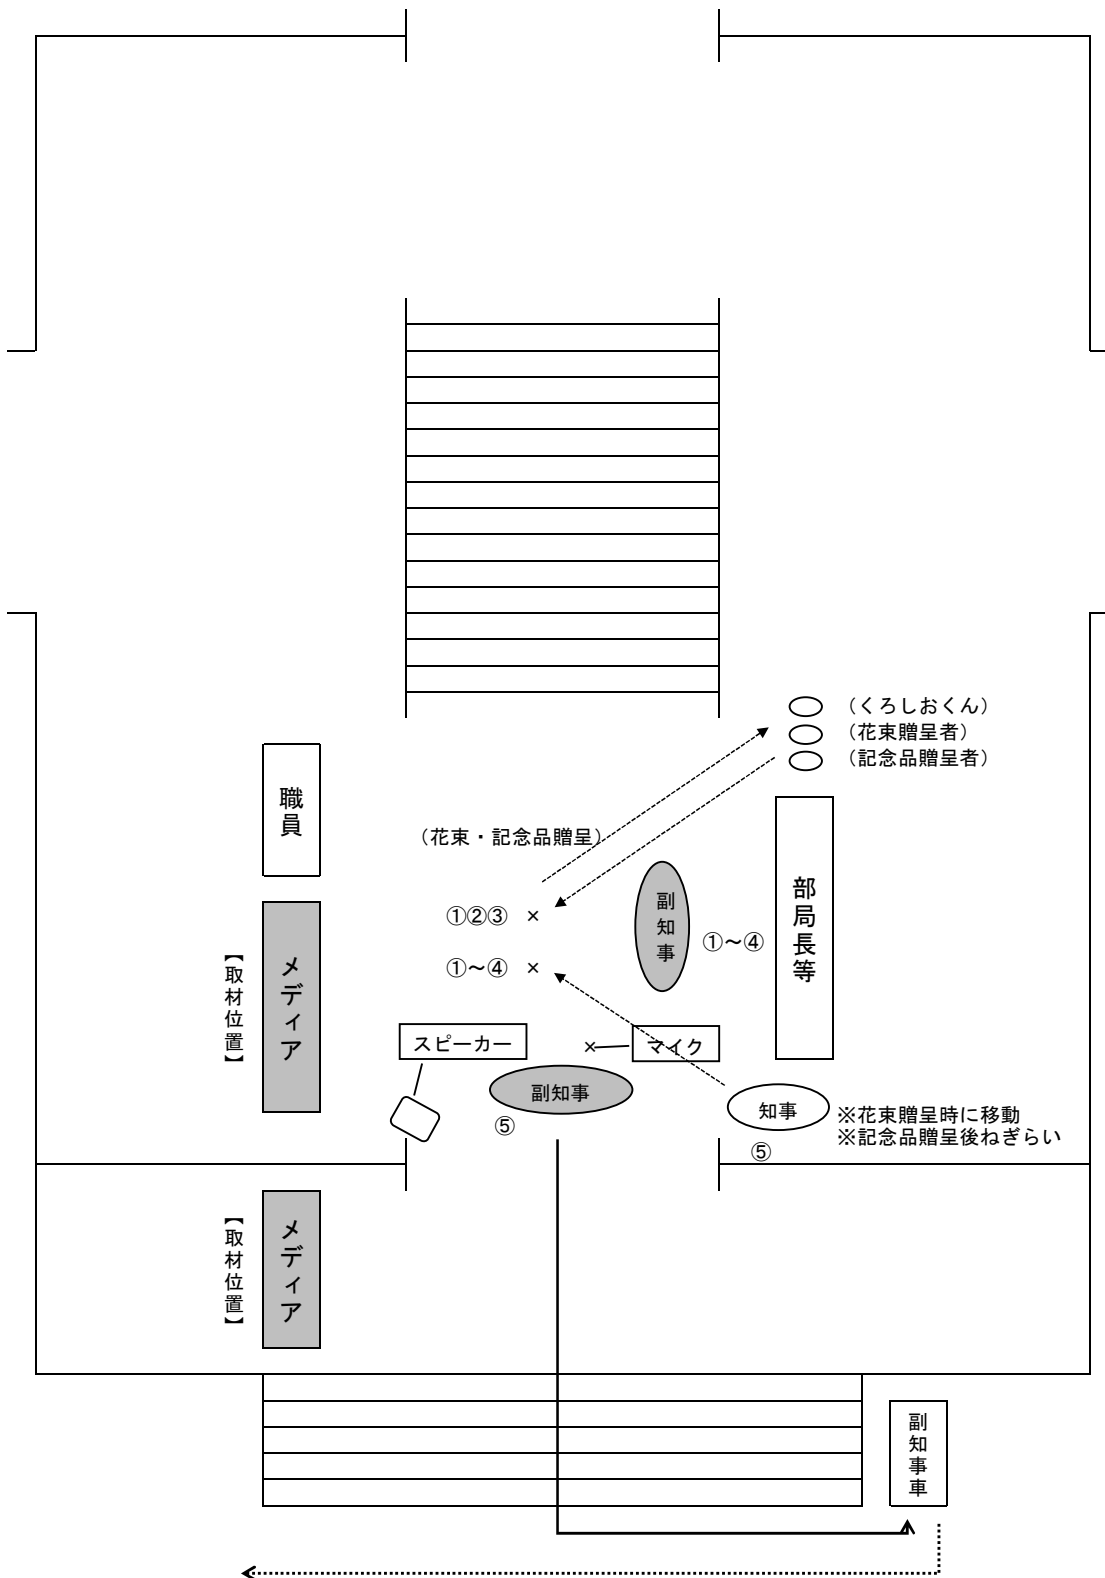 （くろしおくん）
（花束贈呈者）
（記念品贈呈者）
職員
（花束・記念品贈呈）
部局長等
副知事
①②③ ×
①～④
①～④ ×
【取材位置】
メディア
スピーカー
×
マイク
副知事
⑤
知事
※花束贈呈時に移動
※記念品贈呈後ねぎらい
⑤
【取材位置】
メディア
副知事車